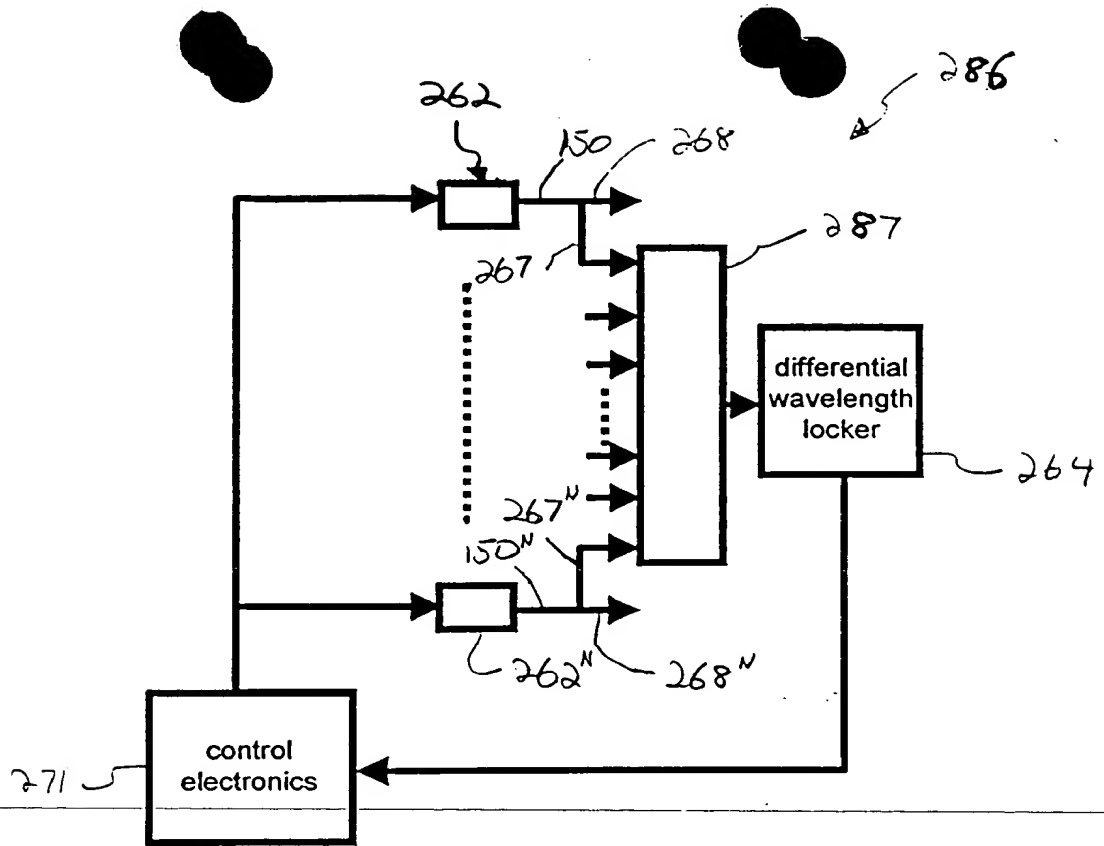 286
262
150
268
287
267
differential
wavelength
locker
264
267ᴺ
150ᴺ
262ᴺ
268ᴺ
control
electronics
271